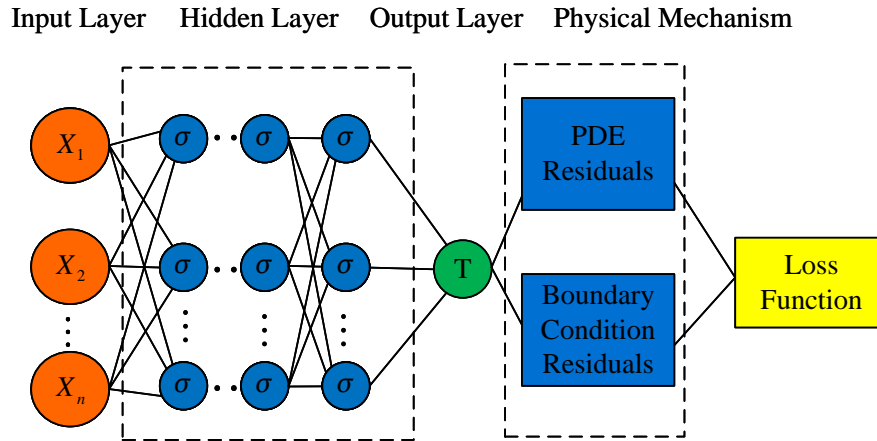 Input Layer Hidden Layer Output Layer Physical Mechanism
X1 σ σ σ
PDE
Residuals
X2 σ σ σ
T
Loss
Function
Boundary
Condition
Residuals
Xn σ σ σ